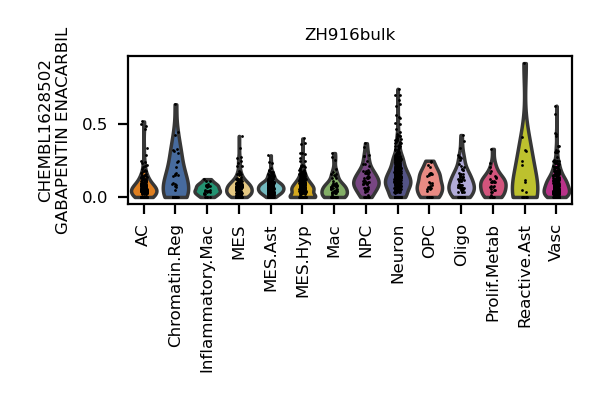 ZH916bulk
CHEMBL1628502
GABAPENTIN ENACARBIL
0.5
0.0
AC
Chromatin.Reg
Inflammatory.Mac
MES
MES.Ast
MES.Hyp
Mac
NPC
Neuron
OPC
Oligo
Prolif.Metab
Reactive.Ast
Vasc